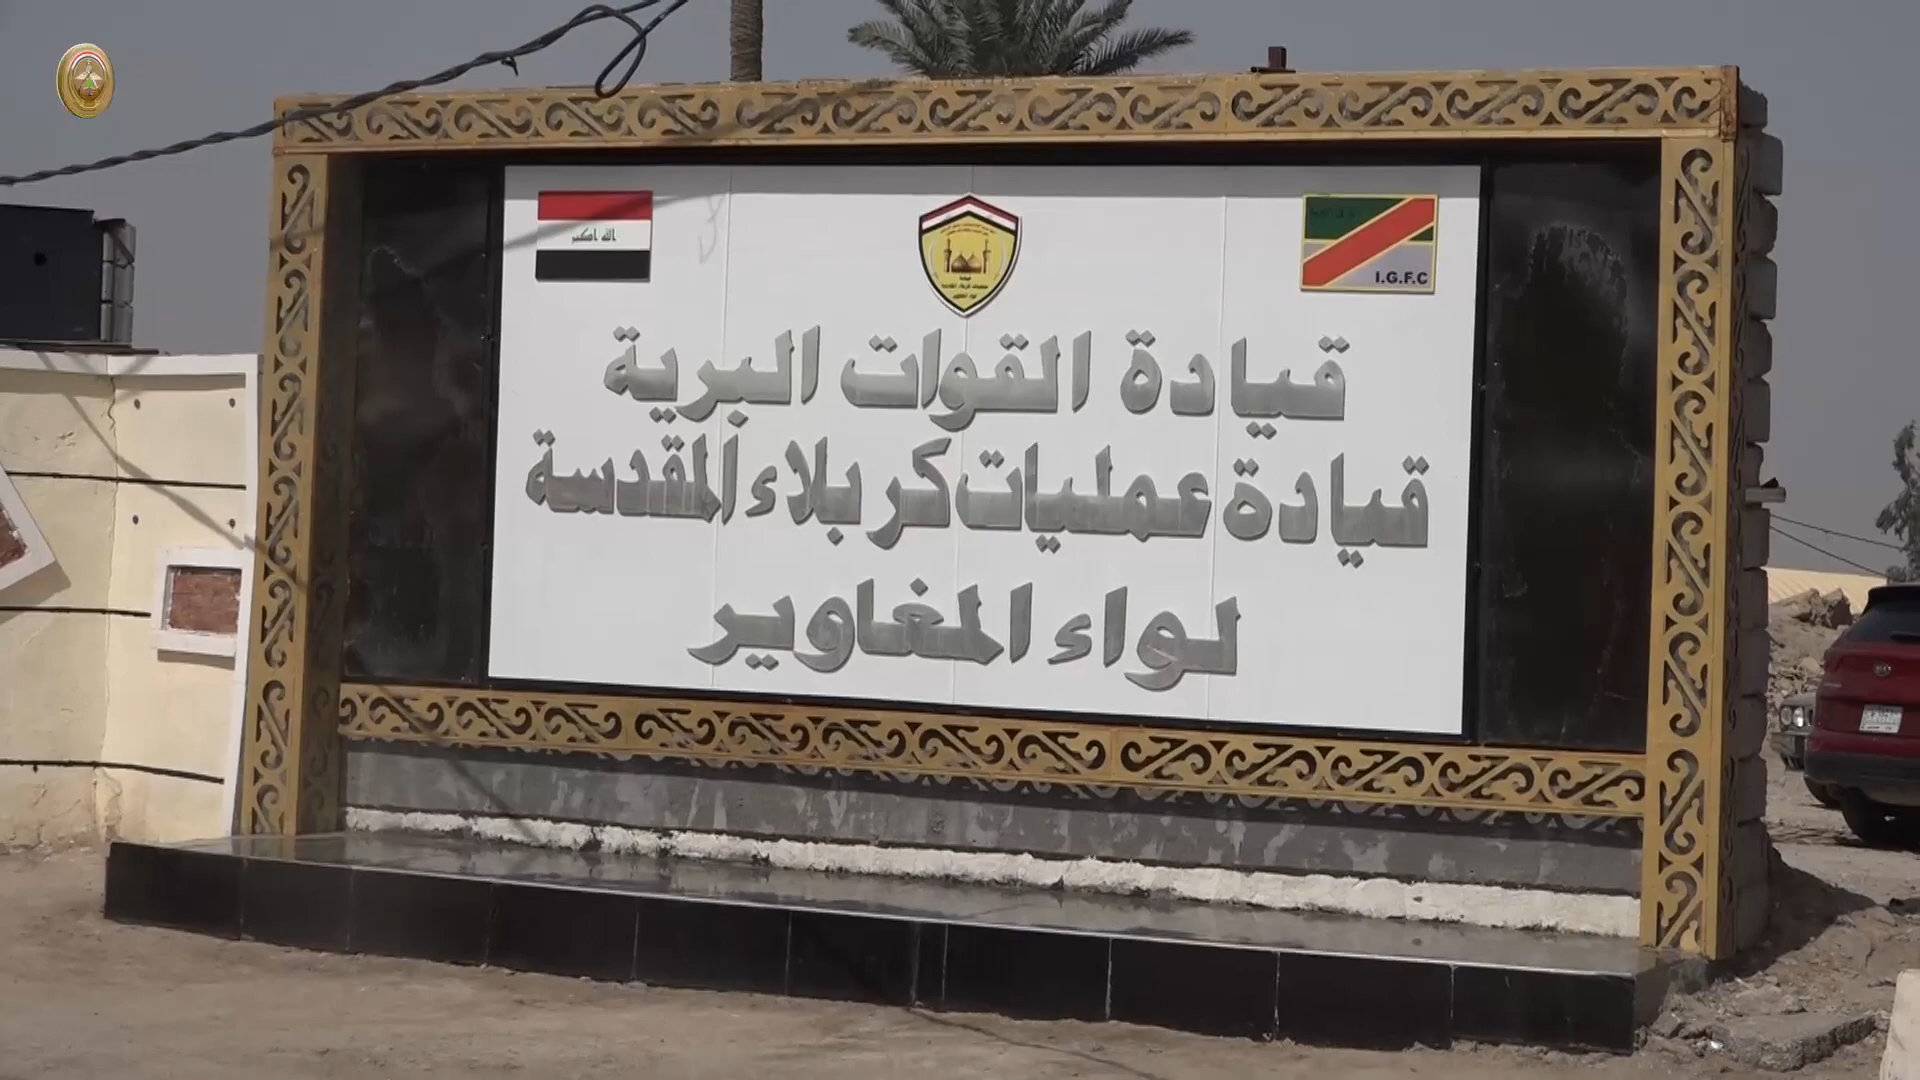 الله اكبر
I.G.F.C
قيادة القوات البرية
قيادة عمليات كربلاء المقدسة
لواء المغاوير